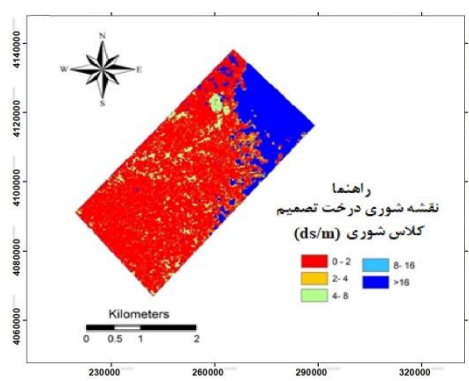 N
W E
S
راهنما
نقشه شوری درخت تصمیم
کلاس شوری (ds/m)
0 - 2
2- 4
4- 8
8- 16
>16
Kilometers
0 0.5 1 2
4140000
4120000
4100000
4080000
4060000
230000 260000 290000 320000